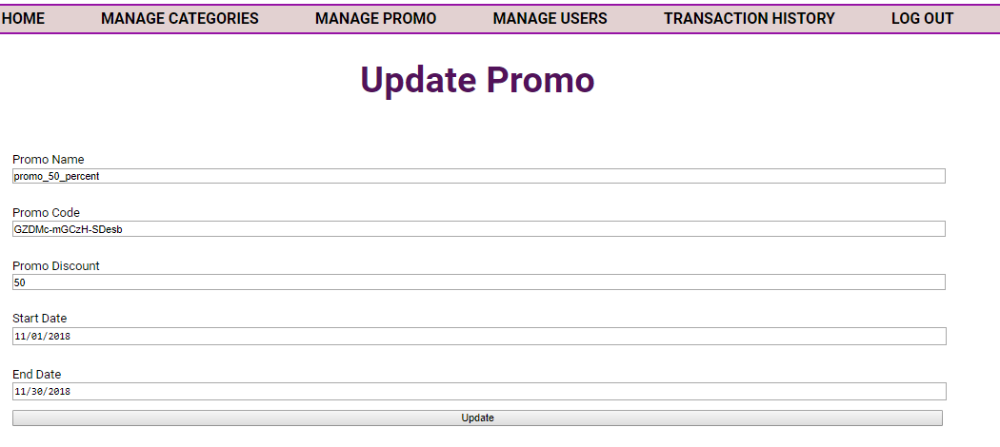 HOME MANAGE CATEGORIES MANAGE PROMO MANAGE USERS TRANSACTION HISTORY LOG OUT
Update Promo
Promo Name
promo_50_percent
Promo Code
GZDMc-mGCzH-SDesb
Promo Discount
50
Start Date
11/01/2018
End Date
11/30/2018
Update